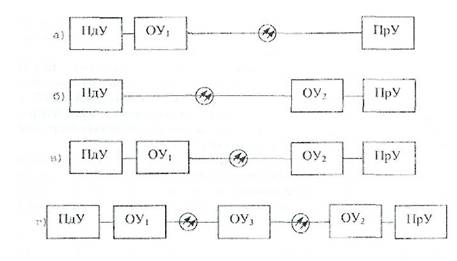 а) ПдУ ОУ₁ ПрУ
б) ПдУ ОУ₂ ПрУ
в) ПдУ ОУ₁ ОУ₂ ПрУ
г) ПдУ ОУ₁ ОУ₃ ОУ₂ ПрУ